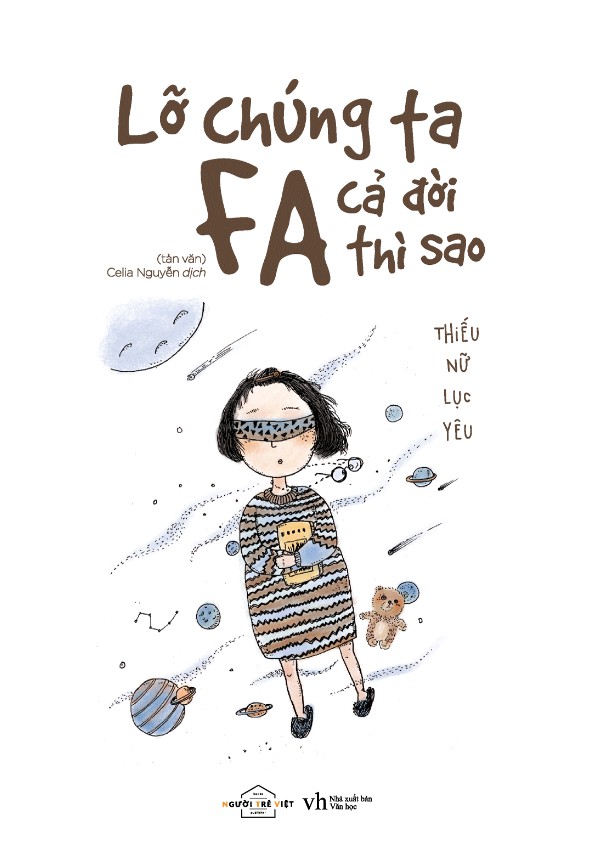 Lỡ chúng ta
FA
cả đời
thì sao
(tản văn)
Celia Nguyễn dịch
THIẾU
NỮ
LỤC
YÊU
NGƯỜI TRẺ VIỆT
vh Nhà xuất bản
Văn học